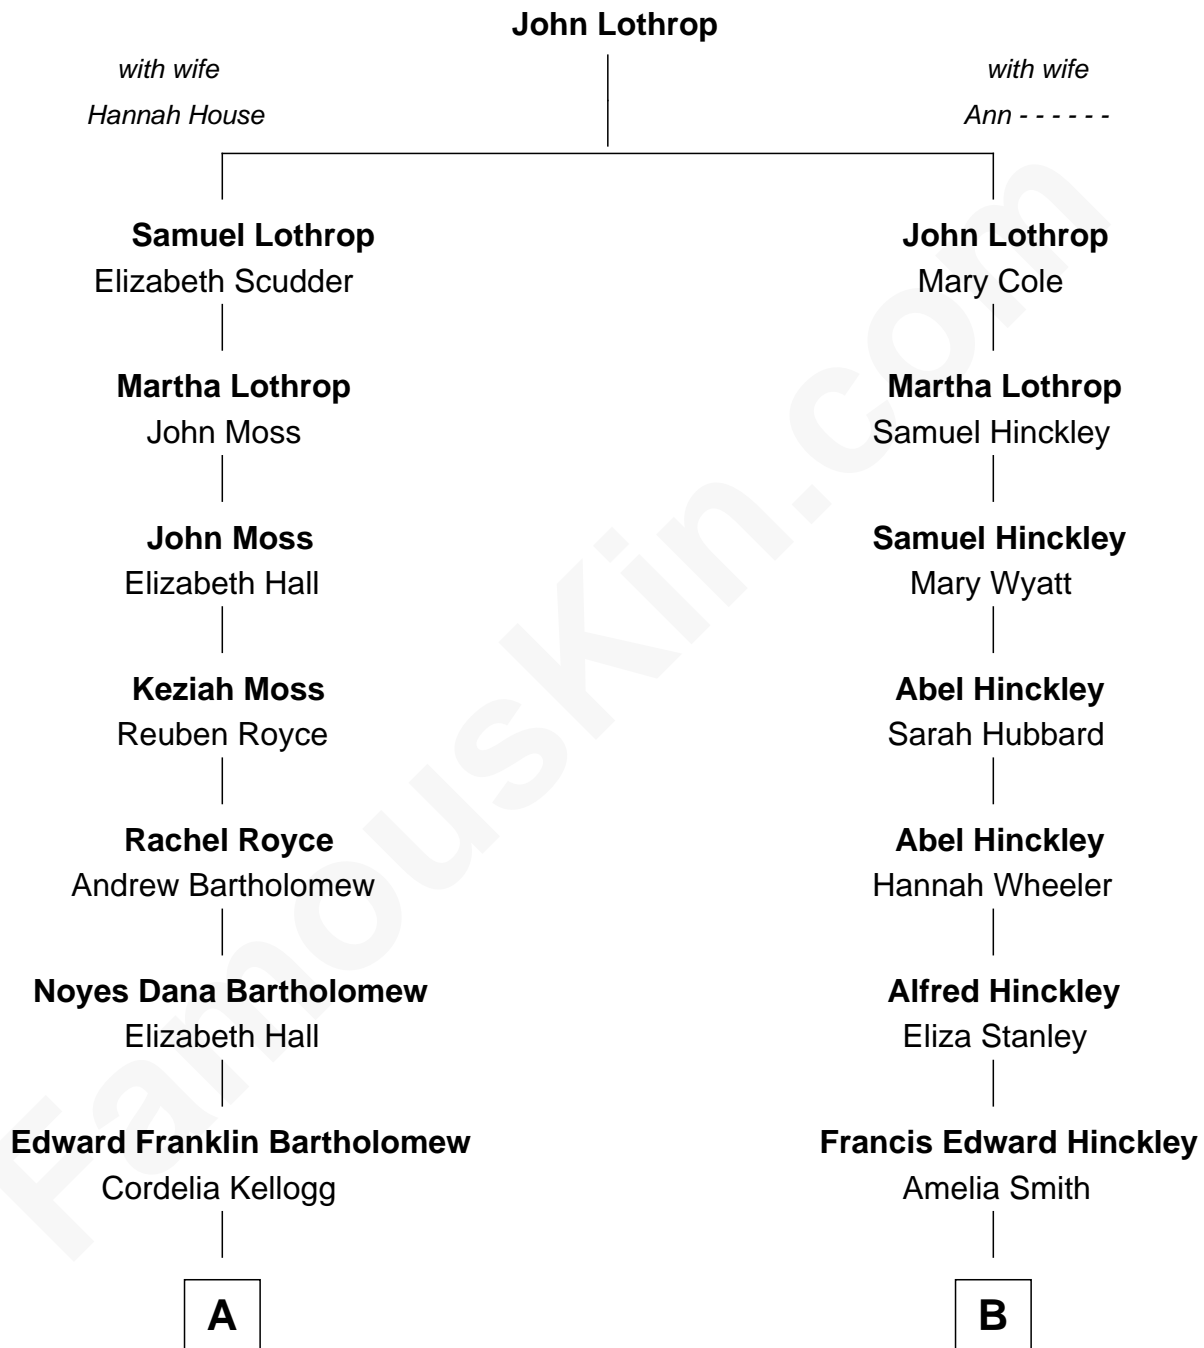 John Lothrop
with wife
Hannah House
with wife
Ann - - - - - -
Samuel Lothrop
Elizabeth Scudder
John Lothrop
Mary Cole
Martha Lothrop
John Moss
Martha Lothrop
Samuel Hinckley
John Moss
Elizabeth Hall
Samuel Hinckley
Mary Wyatt
Keziah Moss
Reuben Royce
Abel Hinckley
Sarah Hubbard
Rachel Royce
Andrew Bartholomew
Abel Hinckley
Hannah Wheeler
Noyes Dana Bartholomew
Elizabeth Hall
Alfred Hinckley
Eliza Stanley
Edward Franklin Bartholomew
Cordelia Kellogg
Francis Edward Hinckley
Amelia Smith
A
B
FamousKin.com